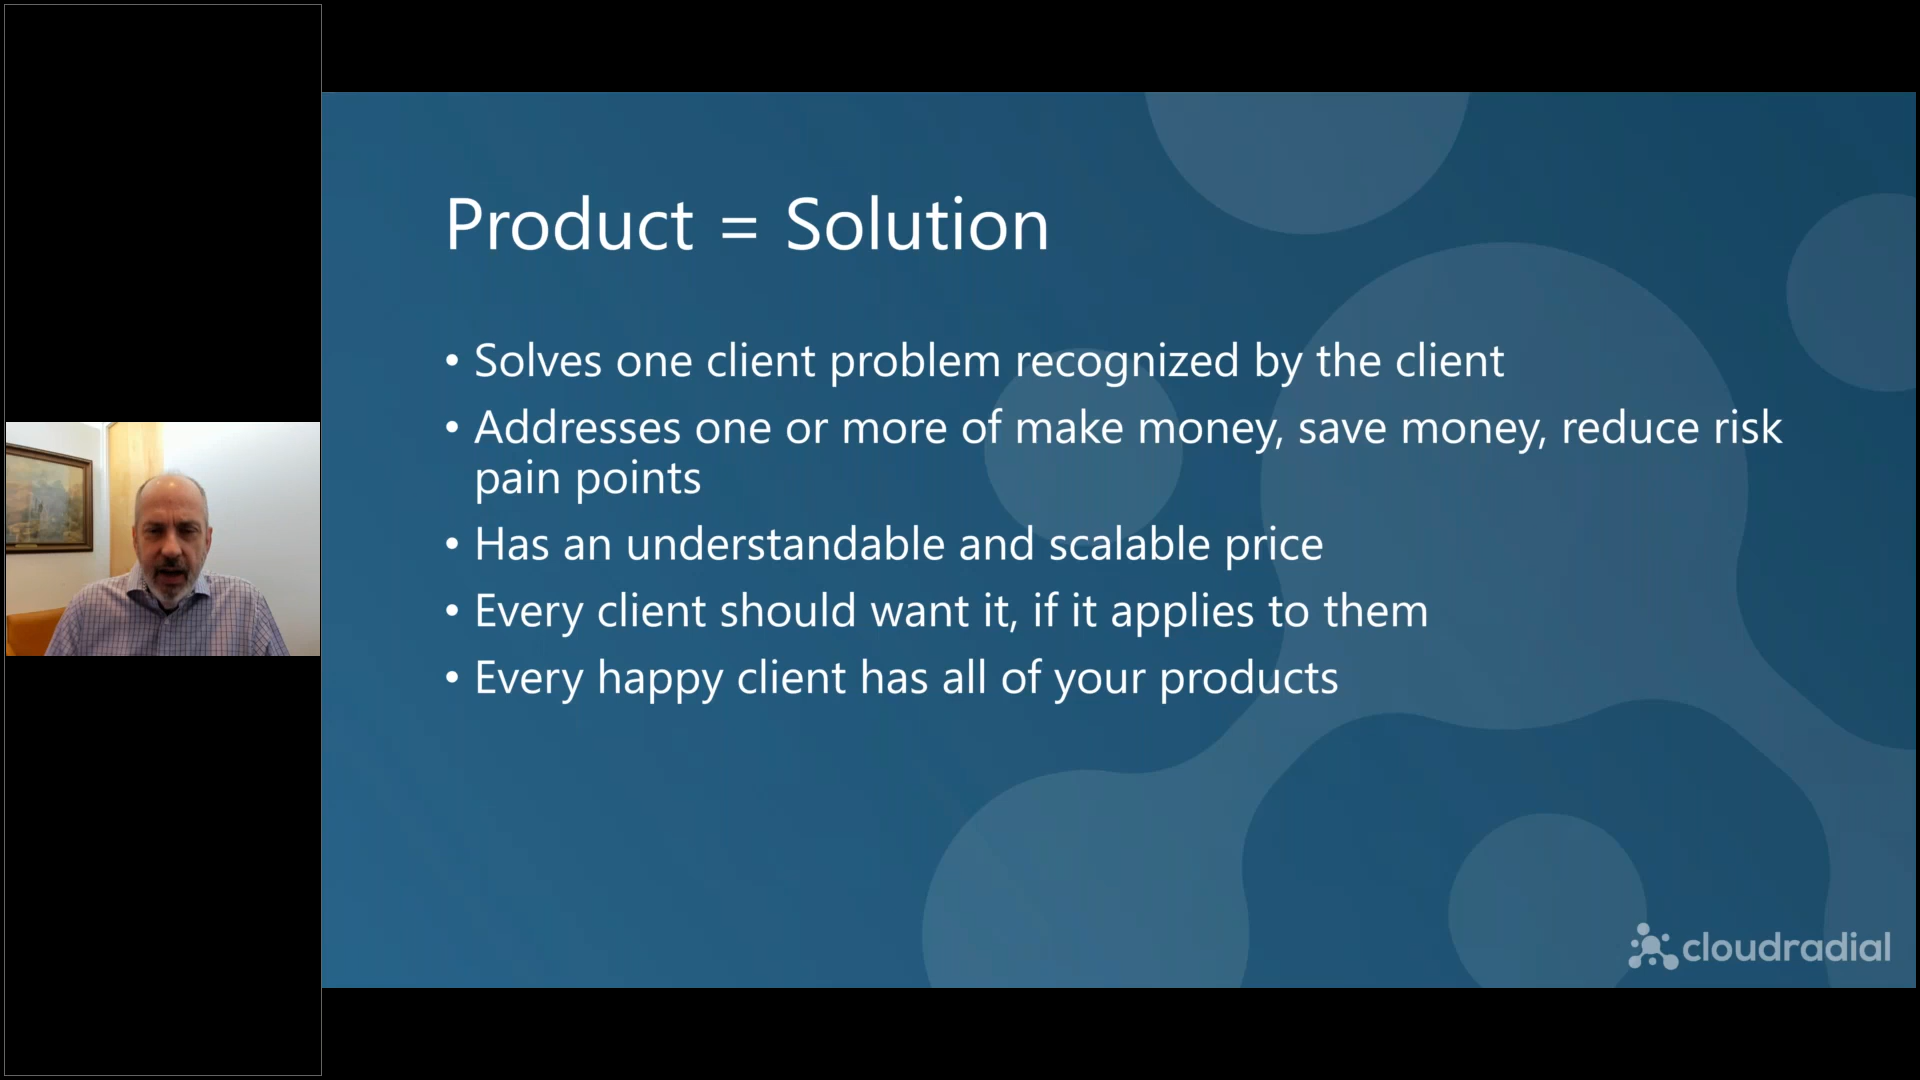 Product = Solution
• Solves one client problem recognized by the client
• Addresses one or more of make money, save money, reduce risk
pain points
• Has an understandable and scalable price
• Every client should want it, if it applies to them
• Every happy client has all of your products
cloudradial